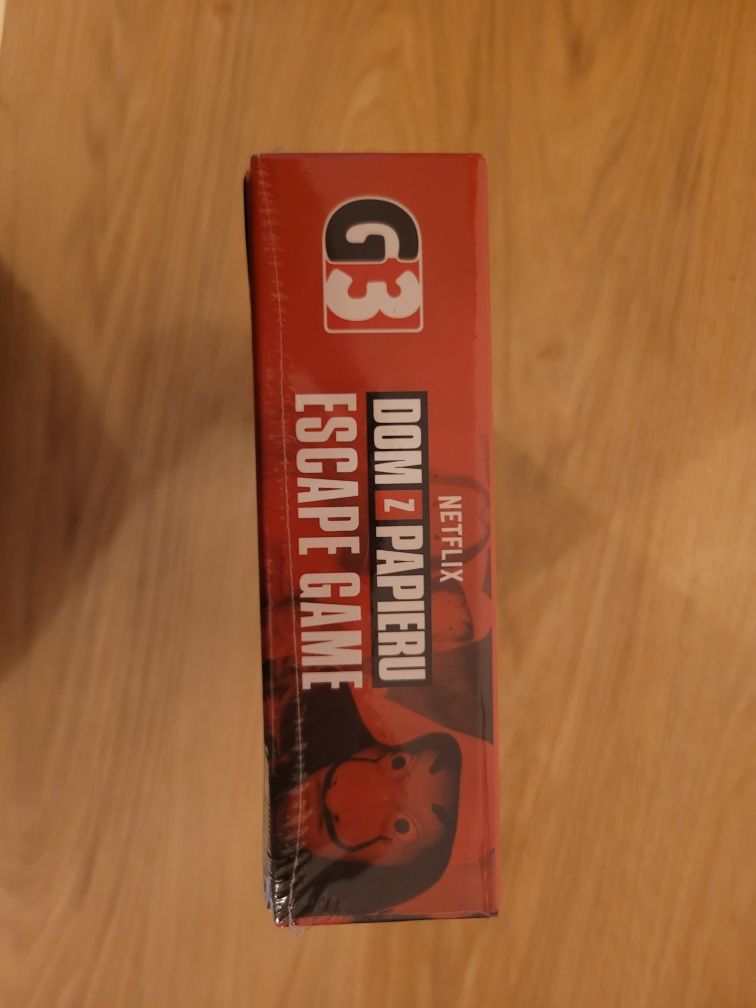 G3
NETFLIX
DOM Z PAPIERU
ESCAPE GAME